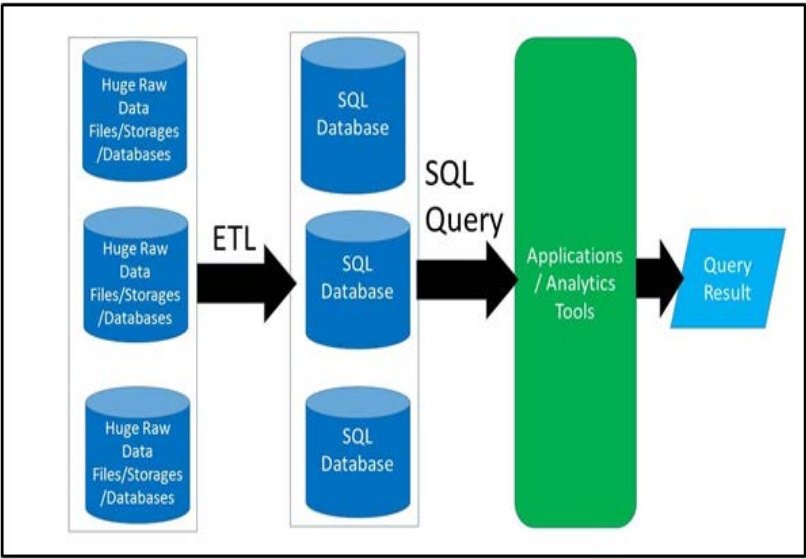 Huge Raw
Data
Files/Storages
/Databases
Huge Raw
Data
Files/Storages
/Databases
Huge Raw
Data
Files/Storages
/Databases
ETL
SQL
Database
SQL
Database
SQL
Database
SQL
Query
Applications
/ Analytics
Tools
Query
Result